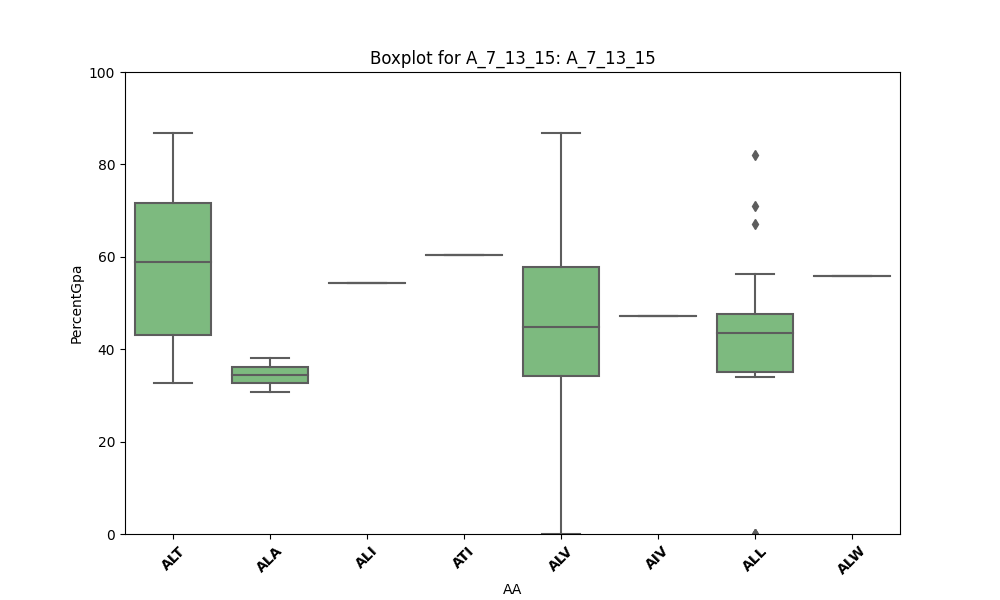 Boxplot for A_7_13_15: A_7_13_15
100
80
60
40
20
0
PercentGpa
ALT
ALA
ALI
ATI
ALV
AIV
ALL
ALW
AA